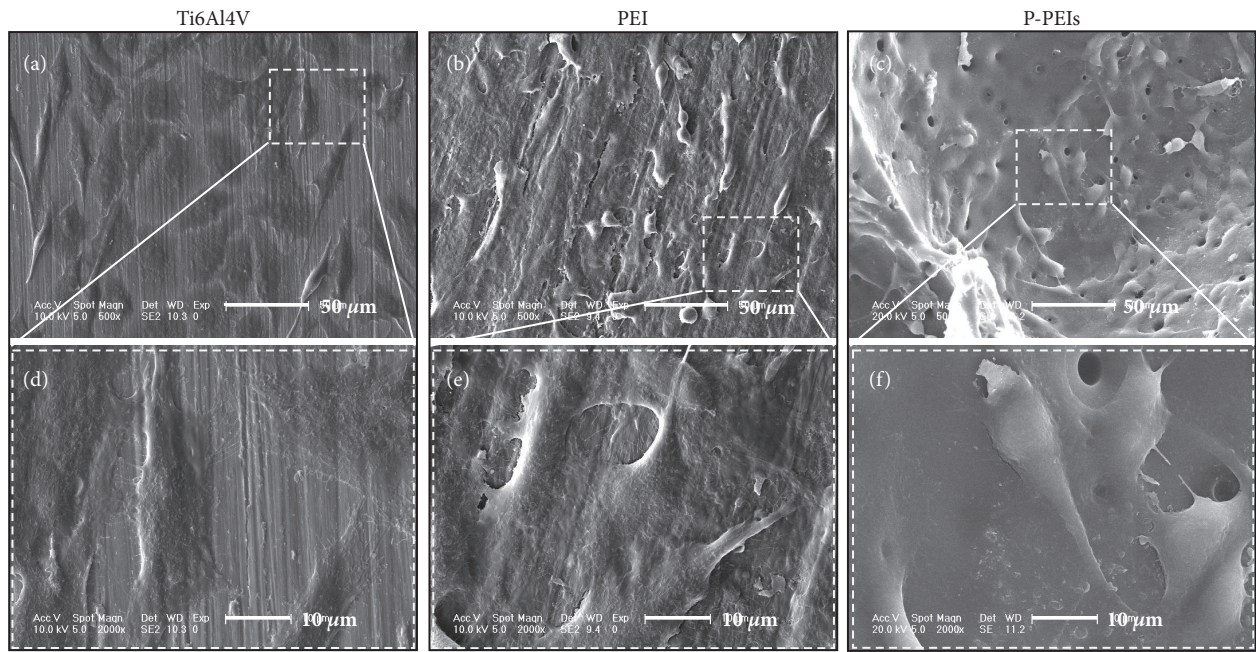 Ti6Al4V
PEI
P-PEIs
(a)
Acc.V Spot Magn Det WD Exp
10.0 kV 5.0 500x SE2 10.3 0
50 μm
(b)
Acc.V Spot Magn Det WD Exp
10.0 kV 5.0 500x SE2 9.4
50 μm
(c)
Acc.V Spot
20.0 kV 5.0
50 μm
(d)
Acc.V Spot Magn Det WD Exp
10.0 kV 5.0 2000x SE2 10.3 0
10 μm
(e)
Acc.V Spot Magn Det WD Exp
10.0 kV 5.0 2000x SE2 9.4 0
10 μm
(f)
Acc.V Spot Magn Det WD
20.0 kV 5.0 2000x SE 11.2
10 μm